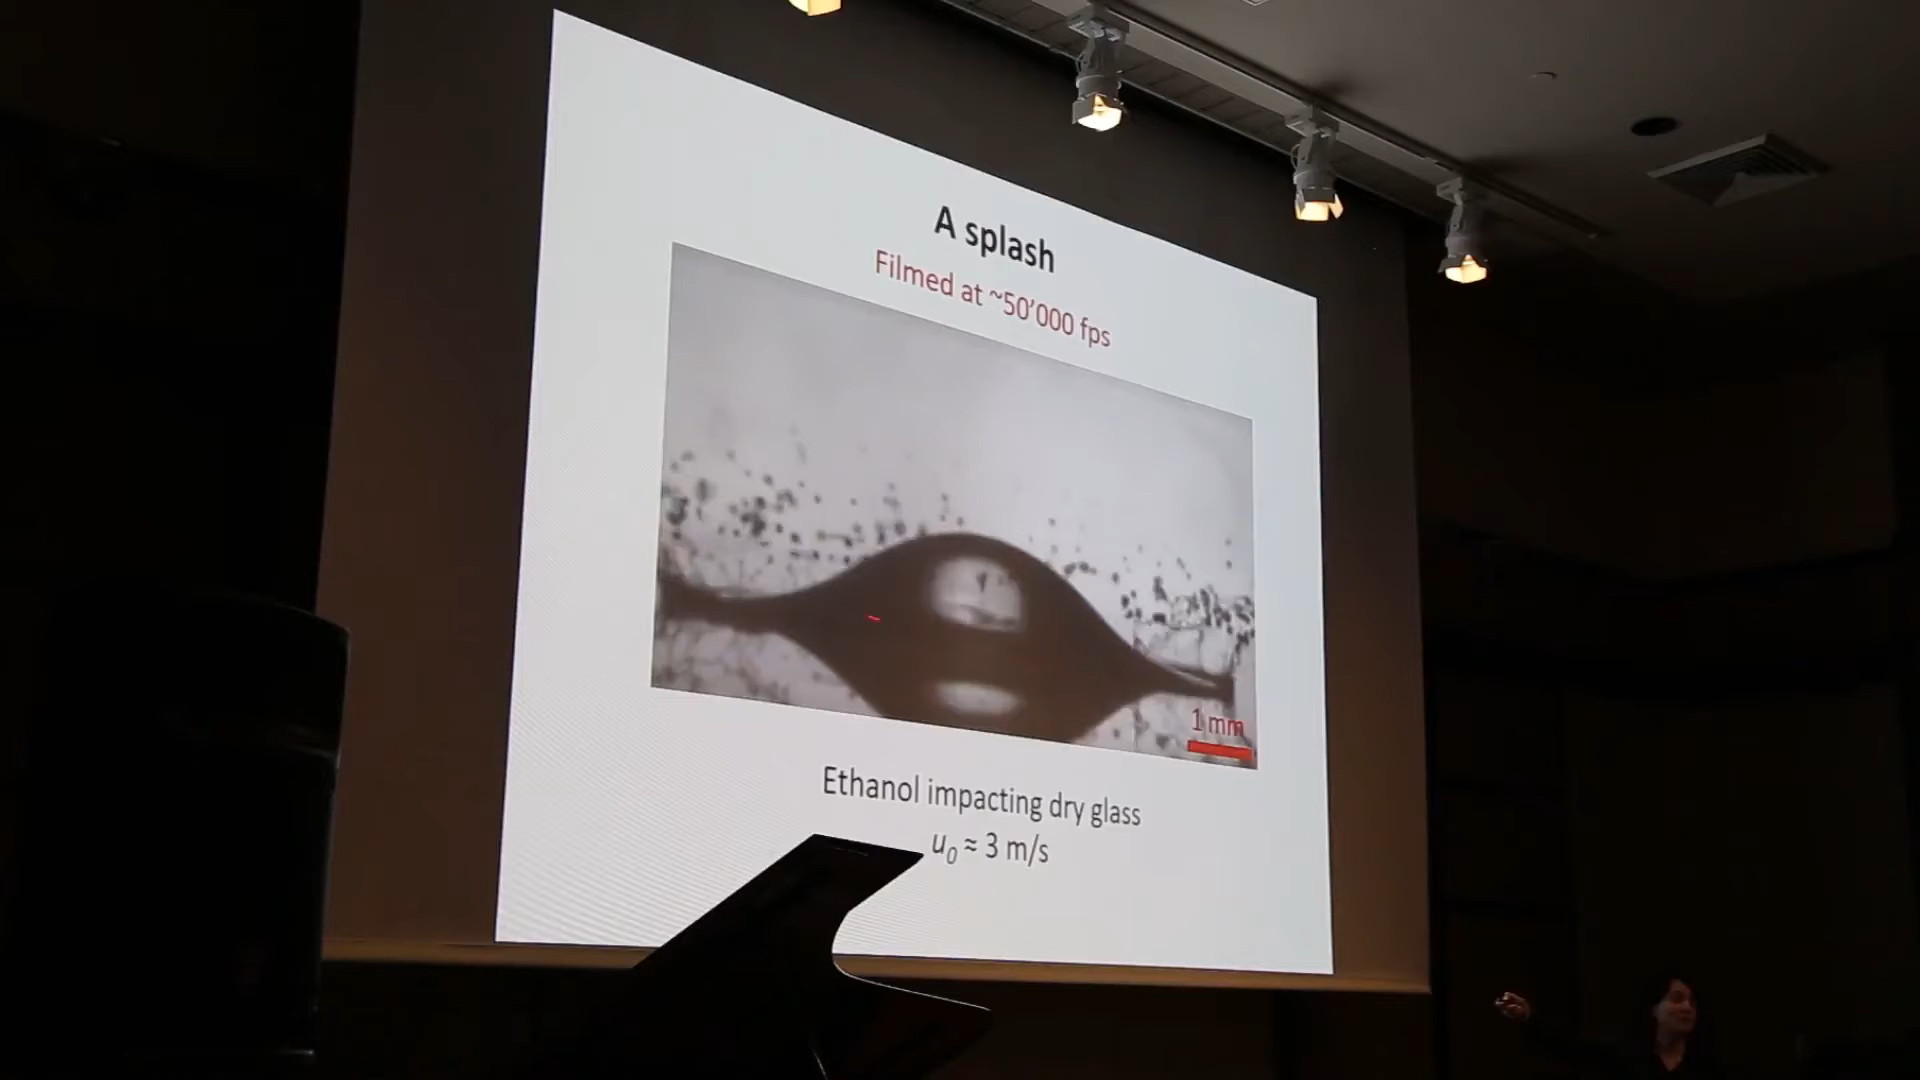 A splash
Filmed at ~50'000 fps
1 mm
Ethanol impacting dry glass
u0 ≈ 3 m/s